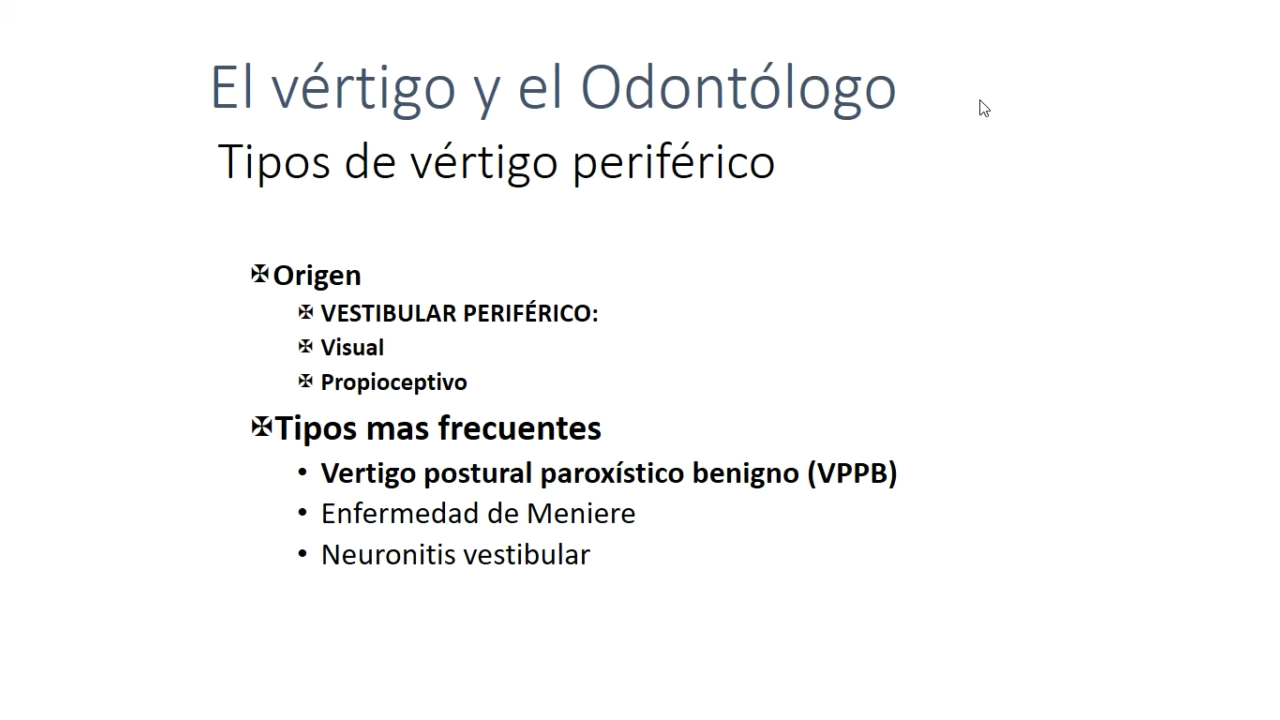 El vértigo y el Odontólogo
Tipos de vértigo periférico
✠Origen
✠ VESTIBULAR PERIFÉRICO:
✠ Visual
✠ Propioceptivo
✠Tipos mas frecuentes
• Vertigo postural paroxístico benigno (VPPB)
• Enfermedad de Meniere
• Neuronitis vestibular